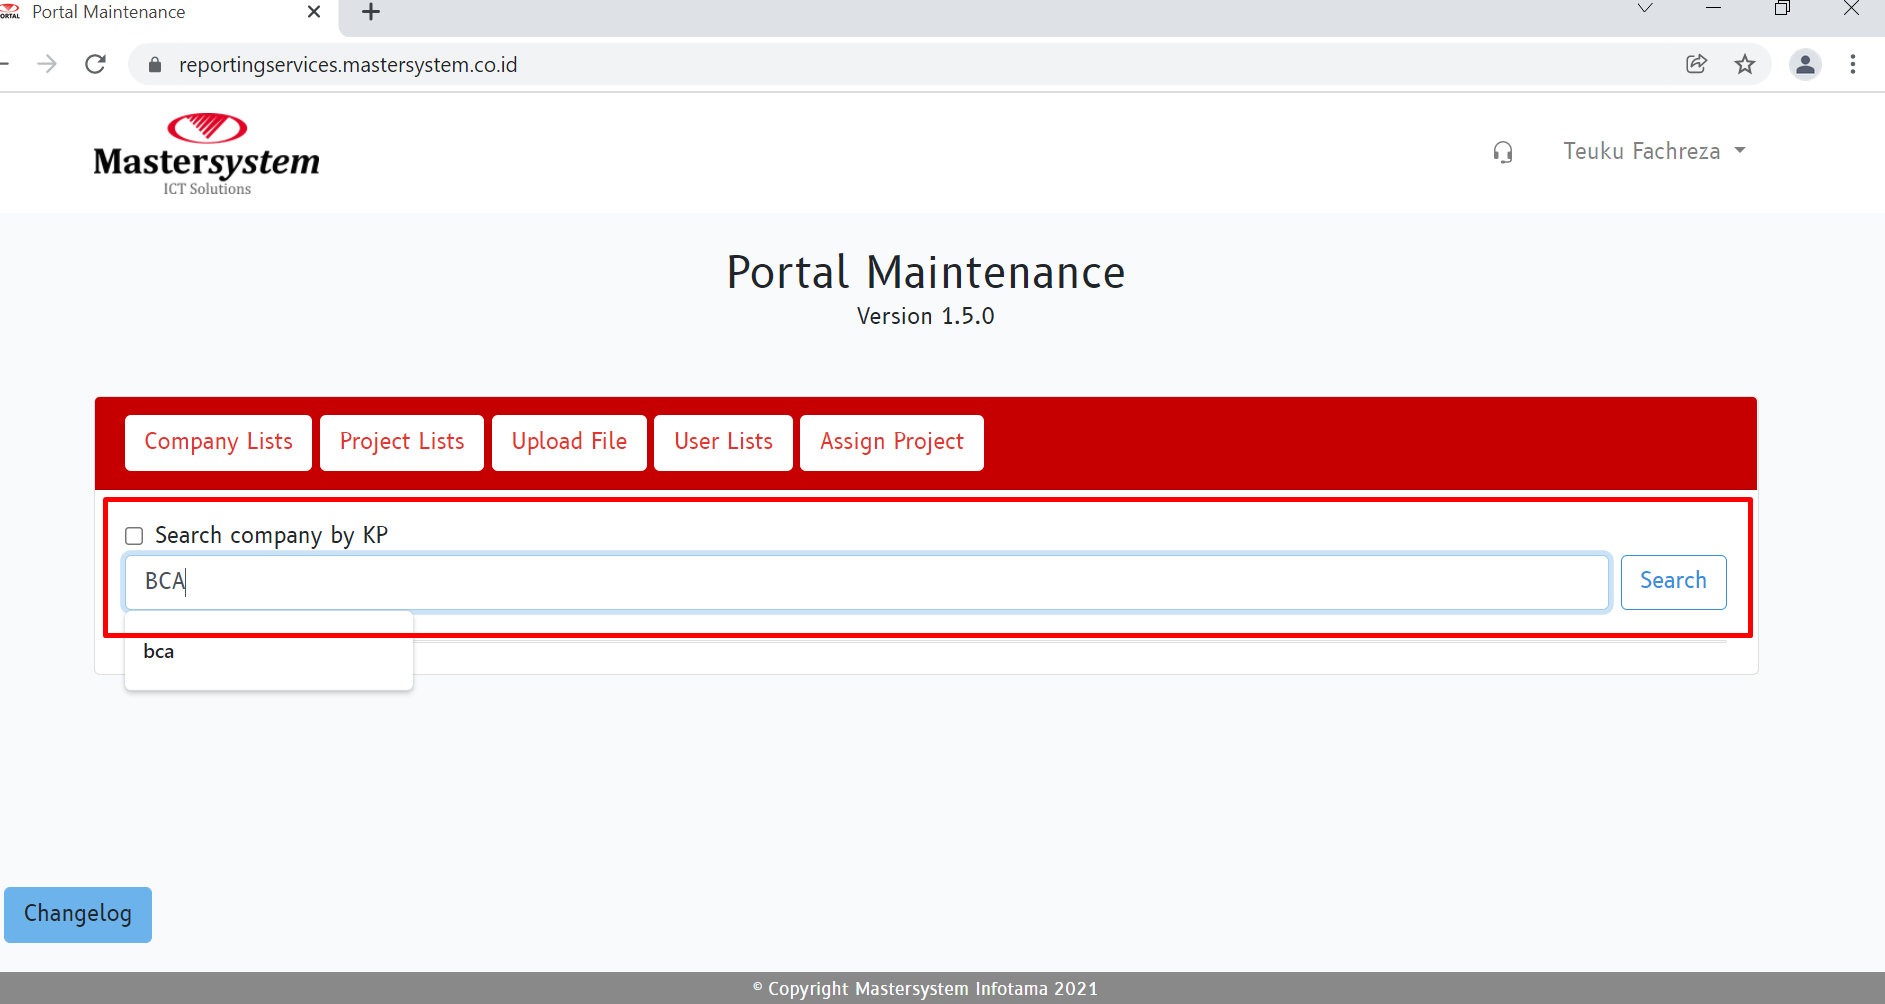 Portal Maintenance
reportingservices.mastersystem.co.id
Mastersystem
ICT Solutions
Teuku Fachreza
Portal Maintenance
Version 1.5.0
Company Lists Project Lists Upload File User Lists Assign Project
Search company by KP
BCA
Search
bca
Changelog
© Copyright Mastersystem Infotama 2021